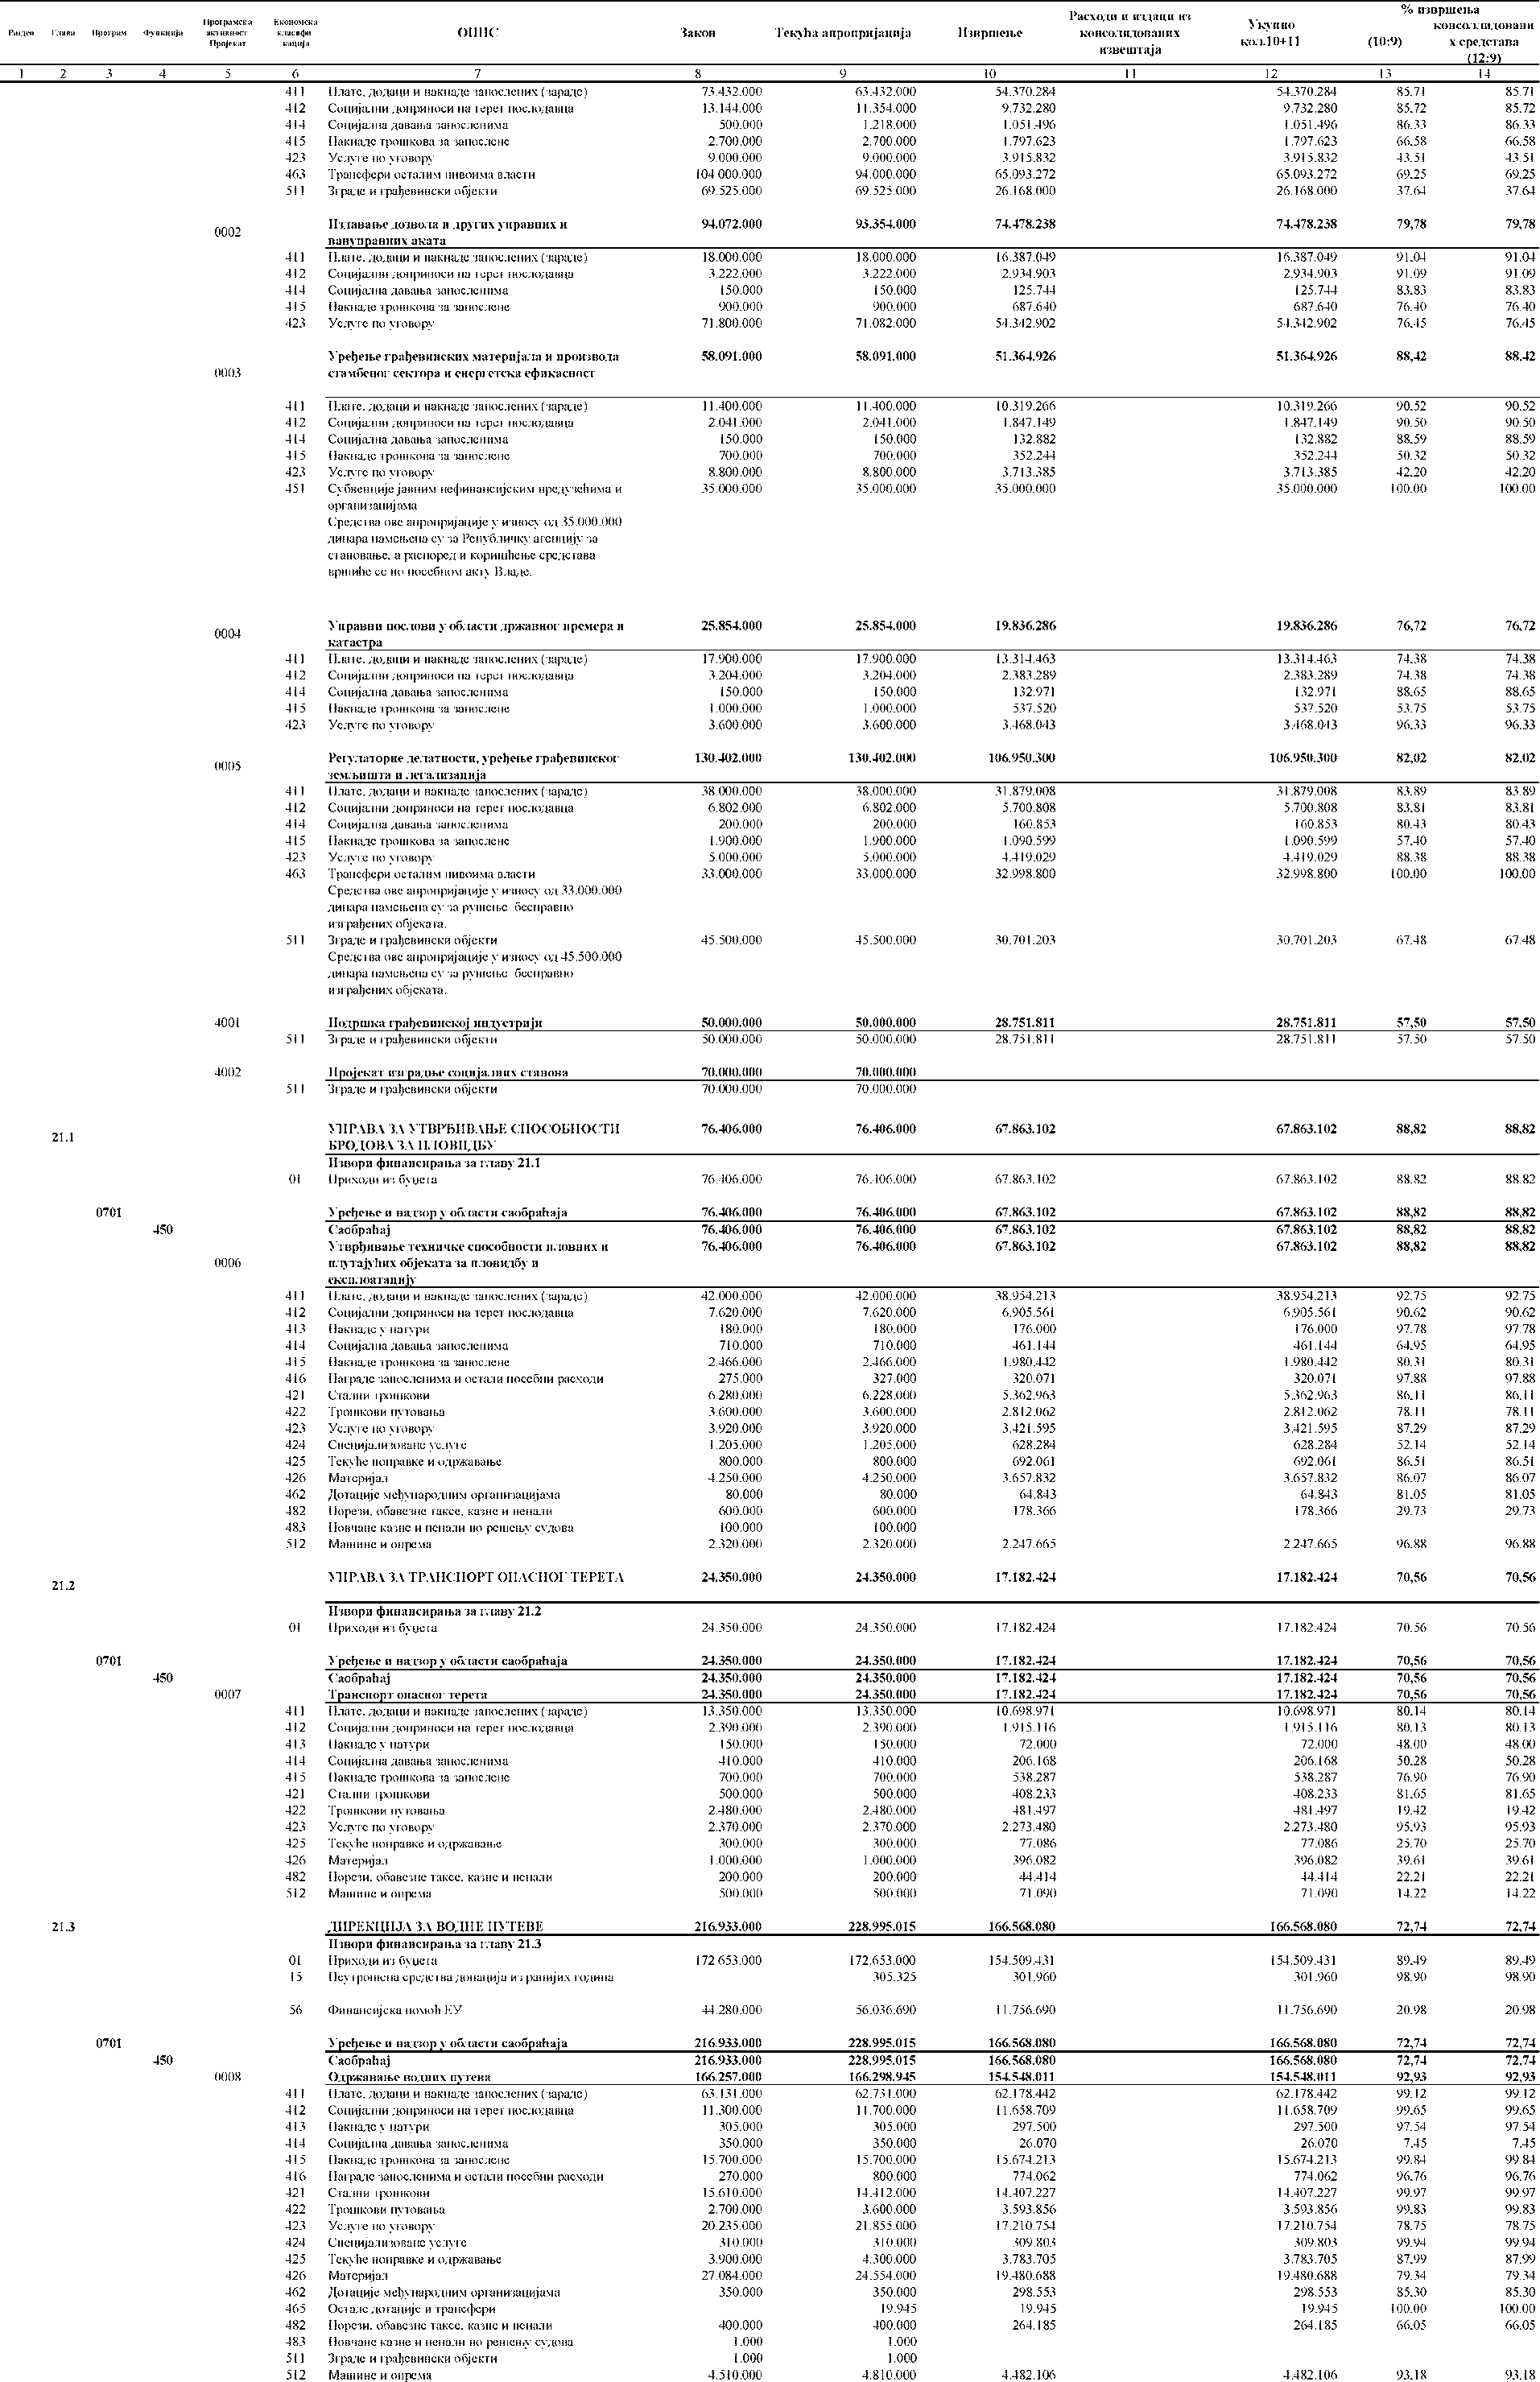 Раздео Глава Програм Функција Програмска активност Пројекат Економска класификација ОПИС Закон Текућа апропријација Извршење Расходи и издаци из консолидованих извештаја Укупно кол.10+11 % извршења (10:9) консолидованих средстава (12:9)
1 2 3 4 5 6 7 8 9 10 11 12 13 14
411 Плате, додаци и накнаде запослених (зараде) 73.432.000 63.432.000 54.370.284 54.370.284 85.71 85.71
412 Социјални доприноси на терет послодавца 13.144.000 11.354.000 9.732.280 9.732.280 85.72 85.72
414 Социјална давања запосленима 500.000 1.218.000 1.051.496 1.051.496 86.33 86.33
415 Накнаде трошкова за запослене 2.700.000 2.700.000 1.797.623 1.797.623 66.58 66.58
423 Услуге по уговору 9.000.000 9.000.000 3.915.832 3.915.832 43.51 43.51
463 Трансфери осталим нивоима власти 104.000.000 94.000.000 65.093.272 65.093.272 69.25 69.25
511 Зграде и грађевински објекти 69.525.000 69.525.000 26.168.000 26.168.000 37.64 37.64
0002 Издавање дозвола и других управних и 94.072.000 93.354.000 74.478.238 74.478.238 79,78 79,78
вануправних аката
411 Плате, додаци и накнаде запослених (зараде) 18.000.000 18.000.000 16.387.049 16.387.049 91.04 91.04
412 Социјални доприноси на терет послодавца 3.222.000 3.222.000 2.934.903 2.934.903 91.09 91.09
414 Социјална давања запосленима 150.000 150.000 125.744 125.744 83.83 83.83
415 Накнаде трошкова за запослене 900.000 900.000 687.640 687.640 76.40 76.40
423 Услуге по уговору 71.800.000 71.082.000 54.342.902 54.342.902 76.45 76.45
0003 Уређење грађевинских материјала и производа 58.091.000 58.091.000 51.364.926 51.364.926 88,42 88,42
стамбеног сектора и енергетска ефикасност
411 Плате, додаци и накнаде запослених (зараде) 11.400.000 11.400.000 10.319.266 10.319.266 90.52 90.52
412 Социјални доприноси на терет послодавца 2.041.000 2.041.000 1.847.149 1.847.149 90.50 90.50
414 Социјална давања запосленима 150.000 150.000 132.882 132.882 88.59 88.59
415 Накнаде трошкова за запослене 700.000 700.000 352.244 352.244 50.32 50.32
423 Услуге по уговору 8.800.000 8.800.000 3.713.385 3.713.385 42.20 42.20
451 Субвенције јавним нефинансијским предузећима и 35.000.000 35.000.000 35.000.000 35.000.000 100.00 100.00
организацијама
Средства ове апропријације у износу од 35.000.000
динара намењена су за Републичку агенцију за
становање, а распоред и коришћење средстава
вршиће се по посебном акту Владе.
0004 Управни послови у области државног премера и 25.854.000 25.854.000 19.836.286 19.836.286 76,72 76,72
катастра
411 Плате, додаци и накнаде запослених (зараде) 17.900.000 17.900.000 13.314.463 13.314.463 74.38 74.38
412 Социјални доприноси на терет послодавца 3.204.000 3.204.000 2.383.289 2.383.289 74.38 74.38
414 Социјална давања запосленима 150.000 150.000 132.971 132.971 88.65 88.65
415 Накнаде трошкова за запослене 1.000.000 1.000.000 537.520 537.520 53.75 53.75
423 Услуге по уговору 3.600.000 3.600.000 3.468.043 3.468.043 96.33 96.33
0005 Регулаторне делатности, уређење грађевинског 130.402.000 130.402.000 106.950.300 106.950.300 82,02 82,02
земљишта и легализација
411 Плате, додаци и накнаде запослених (зараде) 38.000.000 38.000.000 31.879.008 31.879.008 83.89 83.89
412 Социјални доприноси на терет послодавца 6.802.000 6.802.000 5.700.808 5.700.808 83.81 83.81
414 Социјална давања запосленима 200.000 200.000 160.853 160.853 80.43 80.43
415 Накнаде трошкова за запослене 1.900.000 1.900.000 1.090.599 1.090.599 57.40 57.40
423 Услуге по уговору 5.000.000 5.000.000 4.419.029 4.419.029 88.38 88.38
463 Трансфери осталим нивоима власти 33.000.000 33.000.000 32.998.800 32.998.800 100.00 100.00
Средства ове апропријације у износу од 33.000.000
динара намењена су за рушење бесправно
изграђених објеката.
511 Зграде и грађевински објекти 45.500.000 45.500.000 30.701.203 30.701.203 67.48 67.48
Средства ове апропријације у износу од 45.500.000
динара намењена су за рушење бесправно
изграђених објеката.
4001 Подршка грађевинској индустрији 50.000.000 50.000.000 28.751.811 28.751.811 57,50 57,50
511 Зграде и грађевински објекти 50.000.000 50.000.000 28.751.811 28.751.811 57.50 57.50
4002 Пројекат изградње социјалних станова 70.000.000 70.000.000
511 Зграде и грађевински објекти 70.000.000 70.000.000
21.1 УПРАВА ЗА УТВРЂИВАЊЕ СПОСОБНОСТИ 76.406.000 76.406.000 67.863.102 67.863.102 88,82 88,82
БРОДОВА ЗА ПЛОВИДБУ
Извори финансирања за главу 21.1
01 Приходи из буџета 76.406.000 76.406.000 67.863.102 67.863.102 88.82 88.82
0701 Уређење и надзор у области саобраћаја 76.406.000 76.406.000 67.863.102 67.863.102 88,82 88,82
450 Саобраћај 76.406.000 76.406.000 67.863.102 67.863.102 88,82 88,82
0006 Утврђивање техничке способности пловних и 76.406.000 76.406.000 67.863.102 67.863.102 88,82 88,82
плутајућих објеката за пловидбу и
експлоатацију
411 Плате, додаци и накнаде запослених (зараде) 42.000.000 42.000.000 38.954.213 38.954.213 92.75 92.75
412 Социјални доприноси на терет послодавца 7.620.000 7.620.000 6.905.561 6.905.561 90.62 90.62
413 Накнаде у натури 180.000 180.000 176.000 176.000 97.78 97.78
414 Социјална давања запосленима 710.000 710.000 461.144 461.144 64.95 64.95
415 Накнаде трошкова за запослене 2.466.000 2.466.000 1.980.442 1.980.442 80.31 80.31
416 Награде запосленима и остали посебни расходи 275.000 327.000 320.071 320.071 97.88 97.88
421 Стални трошкови 6.280.000 6.228.000 5.362.963 5.362.963 86.11 86.11
422 Трошкови путовања 3.600.000 3.600.000 2.812.062 2.812.062 78.11 78.11
423 Услуге по уговору 3.920.000 3.920.000 3.421.595 3.421.595 87.29 87.29
424 Специјализоване услуге 1.205.000 1.205.000 628.284 628.284 52.14 52.14
425 Текуће поправке и одржавање 800.000 800.000 692.061 692.061 86.51 86.51
426 Материјал 4.250.000 4.250.000 3.657.832 3.657.832 86.07 86.07
462 Дотације међународним организацијама 80.000 80.000 64.843 64.843 81.05 81.05
482 Порези, обавезне таксе, казне и пенали 600.000 600.000 178.366 178.366 29.73 29.73
483 Новчане казне и пенали по решењу судова 100.000 100.000
512 Машине и опрема 2.320.000 2.320.000 2.247.665 2.247.665 96.88 96.88
21.2 УПРАВА ЗА ТРАНСПОРТ ОПАСНОГ ТЕРЕТА 24.350.000 24.350.000 17.182.424 17.182.424 70,56 70,56
Извори финансирања за главу 21.2
01 Приходи из буџета 24.350.000 24.350.000 17.182.424 17.182.424 70.56 70.56
0701 Уређење и надзор у области саобраћаја 24.350.000 24.350.000 17.182.424 17.182.424 70,56 70,56
450 Саобраћај 24.350.000 24.350.000 17.182.424 17.182.424 70,56 70,56
0007 Транспорт опасног терета 24.350.000 24.350.000 17.182.424 17.182.424 70,56 70,56
411 Плате, додаци и накнаде запослених (зараде) 13.350.000 13.350.000 10.698.971 10.698.971 80.14 80.14
412 Социјални доприноси на терет послодавца 2.390.000 2.390.000 1.915.116 1.915.116 80.13 80.13
413 Накнаде у натури 150.000 150.000 72.000 72.000 48.00 48.00
414 Социјална давања запосленима 410.000 410.000 206.168 206.168 50.28 50.28
415 Накнаде трошкова за запослене 700.000 700.000 538.287 538.287 76.90 76.90
421 Стални трошкови 500.000 500.000 408.233 408.233 81.65 81.65
422 Трошкови путовања 2.480.000 2.480.000 481.497 481.497 19.42 19.42
423 Услуге по уговору 2.370.000 2.370.000 2.273.480 2.273.480 95.93 95.93
425 Текуће поправке и одржавање 300.000 300.000 77.086 77.086 25.70 25.70
426 Материјал 1.000.000 1.000.000 396.082 396.082 39.61 39.61
482 Порези, обавезне таксе, казне и пенали 200.000 200.000 44.414 44.414 22.21 22.21
512 Машине и опрема 500.000 500.000 71.090 71.090 14.22 14.22
21.3 ДИРЕКЦИЈА ЗА ВОДНЕ ПУТЕВЕ 216.933.000 228.995.015 166.568.080 166.568.080 72,74 72,74
Извори финансирања за главу 21.3
01 Приходи из буџета 172.653.000 172.653.000 154.509.431 154.509.431 89.49 89.49
15 Неутрошена средства донација из ранијих година 305.325 301.960 301.960 98.90 98.90
56 Финансијска помоћ ЕУ 44.280.000 56.036.690 11.756.690 11.756.690 20.98 20.98
0701 Уређење и надзор у области саобраћаја 216.933.000 228.995.015 166.568.080 166.568.080 72,74 72,74
450 Саобраћај 216.933.000 228.995.015 166.568.080 166.568.080 72,74 72,74
0008 Одржавање водних путева 166.257.000 166.298.945 154.548.011 154.548.011 92,93 92,93
411 Плате, додаци и накнаде запослених (зараде) 63.131.000 62.731.000 62.178.442 62.178.442 99.12 99.12
412 Социјални доприноси на терет послодавца 11.300.000 11.700.000 11.658.709 11.658.709 99.65 99.65
413 Накнаде у натури 305.000 305.000 297.500 297.500 97.54 97.54
414 Социјална давања запосленима 350.000 350.000 26.070 26.070 7.45 7.45
415 Накнаде трошкова за запослене 15.700.000 15.700.000 15.674.213 15.674.213 99.84 99.84
416 Награде запосленима и остали посебни расходи 270.000 800.000 774.062 774.062 96.76 96.76
421 Стални трошкови 15.610.000 14.412.000 14.407.227 14.407.227 99.97 99.97
422 Трошкови путовања 2.700.000 3.600.000 3.593.856 3.593.856 99.83 99.83
423 Услуге по уговору 20.235.000 21.855.000 17.210.754 17.210.754 78.75 78.75
424 Специјализоване услуге 310.000 310.000 309.803 309.803 99.94 99.94
425 Текуће поправке и одржавање 3.900.000 4.300.000 3.783.705 3.783.705 87.99 87.99
426 Материјал 27.084.000 24.554.000 19.480.688 19.480.688 79.34 79.34
462 Дотације међународним организацијама 350.000 350.000 298.553 298.553 85.30 85.30
465 Остале дотације и трансфери 19.945 19.945 19.945 100.00 100.00
482 Порези, обавезне таксе, казне и пенали 400.000 400.000 264.185 264.185 66.05 66.05
483 Новчане казне и пенали по решењу судова 1.000 1.000
511 Зграде и грађевински објекти 1.000 1.000
512 Машине и опрема 4.510.000 4.810.000 4.482.106 4.482.106 93.18 93.18